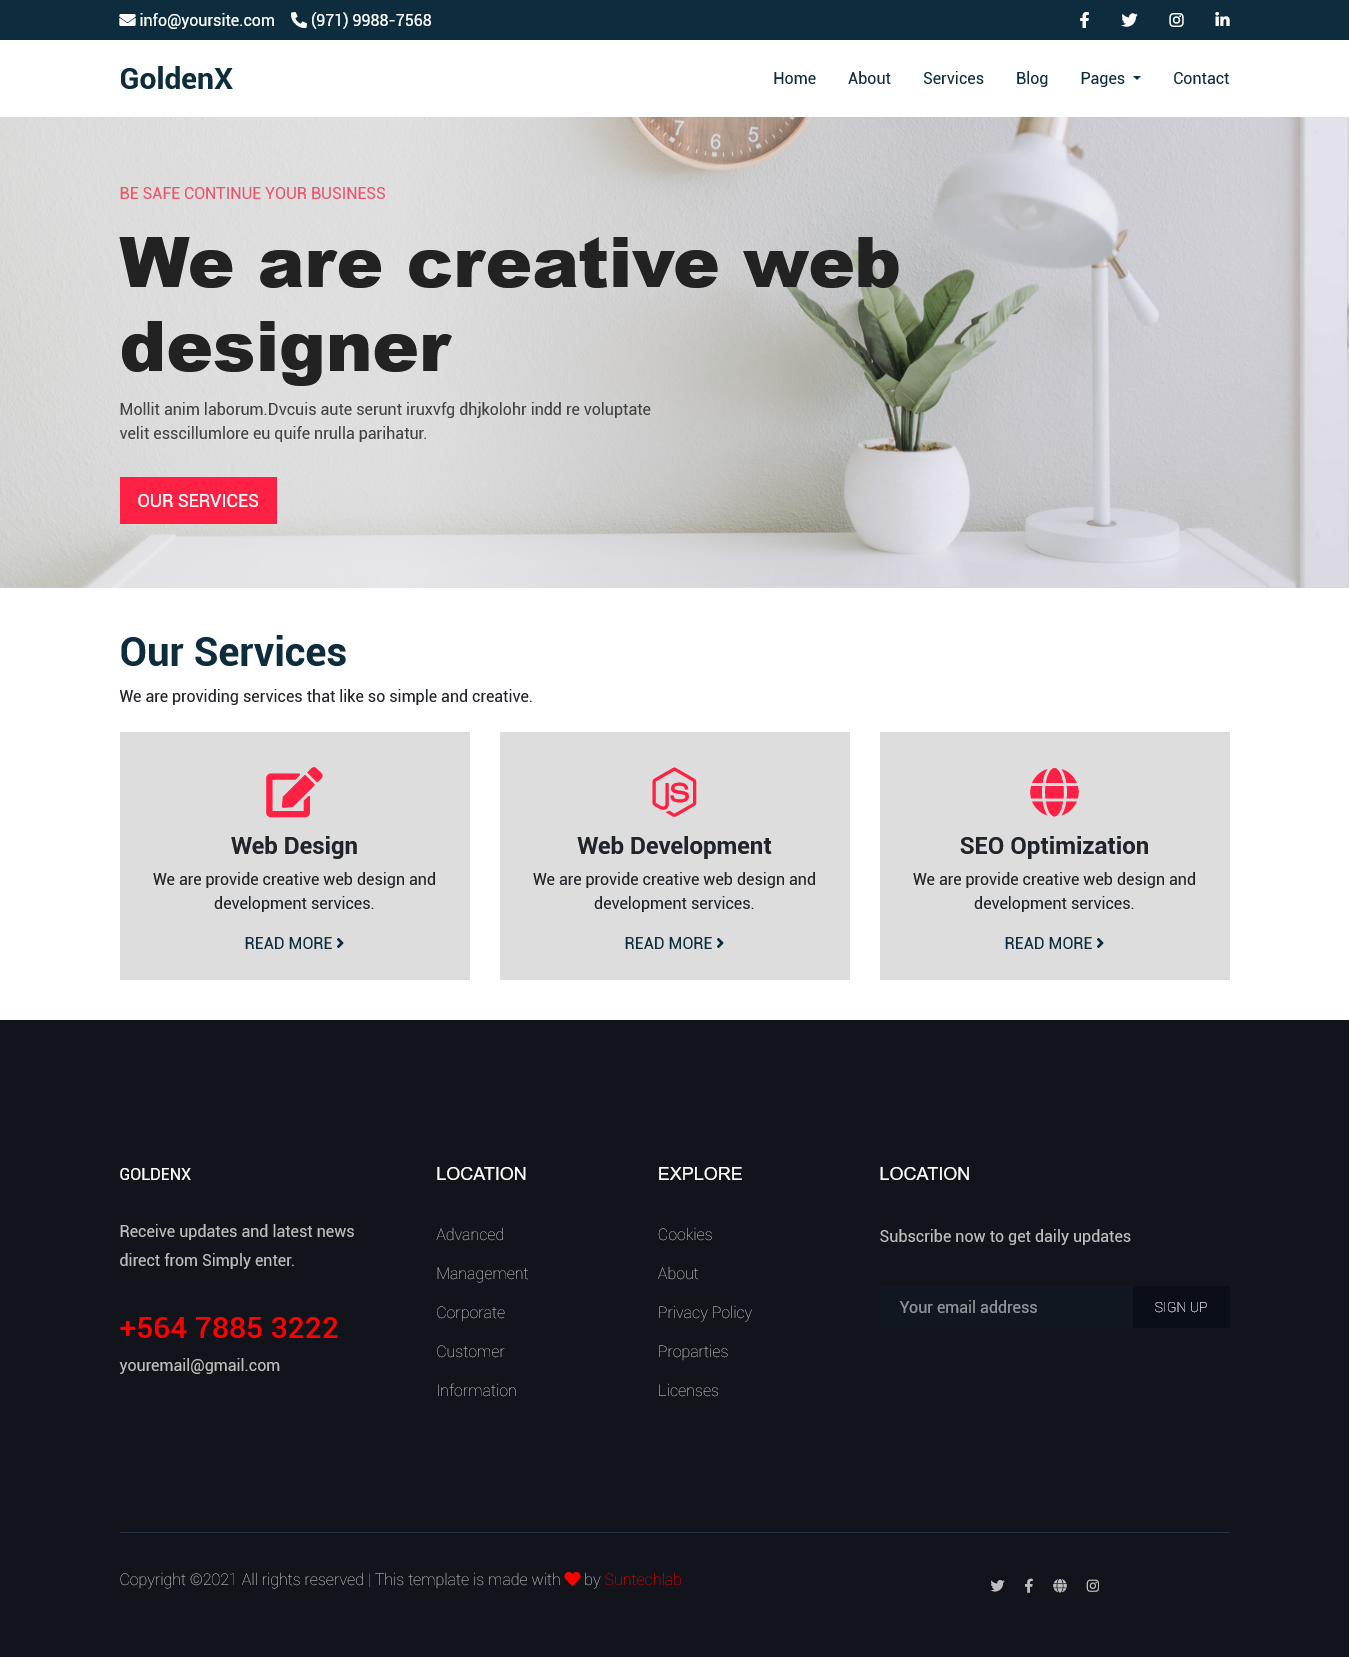 info@yoursite.com (971) 9988-7568
GoldenX Home About Services Blog Pages Contact
7 6 5
BE SAFE CONTINUE YOUR BUSINESS
We are creative web
designer
Mollit anim laborum.Dvcuis aute serunt iruxvfg dhjkolohr indd re voluptate
velit esscillumlore eu quife nrulla parihatur.
OUR SERVICES
Our Services
We are providing services that like so simple and creative.
Web Design
We are provide creative web design and
development services.
READ MORE
JS
Web Development
We are provide creative web design and
development services.
READ MORE
SEO Optimization
We are provide creative web design and
development services.
READ MORE
GOLDENX
Receive updates and latest news
direct from Simply enter.
+564 7885 3222
youremail@gmail.com
LOCATION
Advanced
Management
Corporate
Customer
Information
EXPLORE
Cookies
About
Privacy Policy
Proparties
Licenses
LOCATION
Subscribe now to get daily updates
Your email address SIGN UP
Copyright ©2021 All rights reserved | This template is made with by Suntechlab